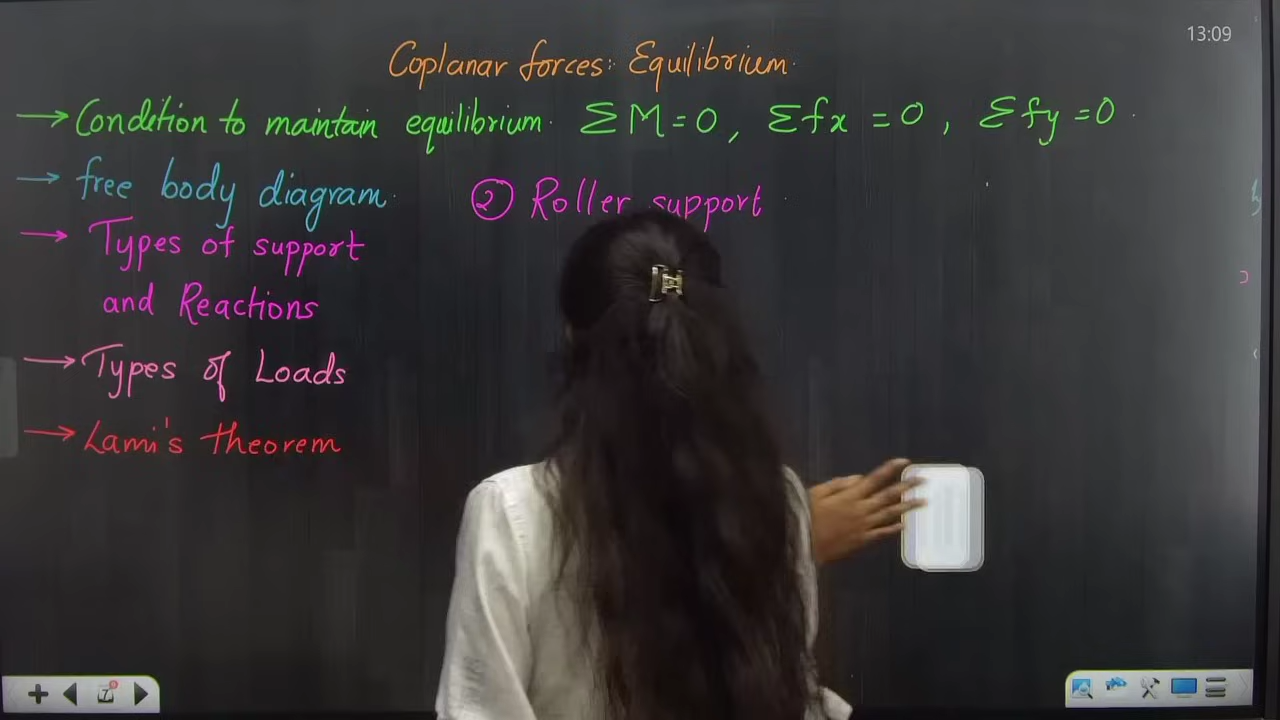 13:09
Coplanar forces: Equilibrium.
→ Condition to maintain equilibrium. ΣM=0, Σfx =0, Σfy =0.
→ free body diagram.
② Roller support
→ Types of support
and Reactions
→ Types of Loads
→ Lami's theorem
7